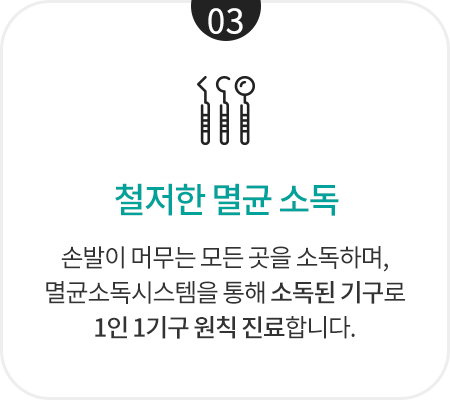 03
철저한 멸균 소독
손발이 머무는 모든 곳을 소독하며,
멸균소독시스템을 통해 소독된 기구로
1인 1기구 원칙 진료합니다.